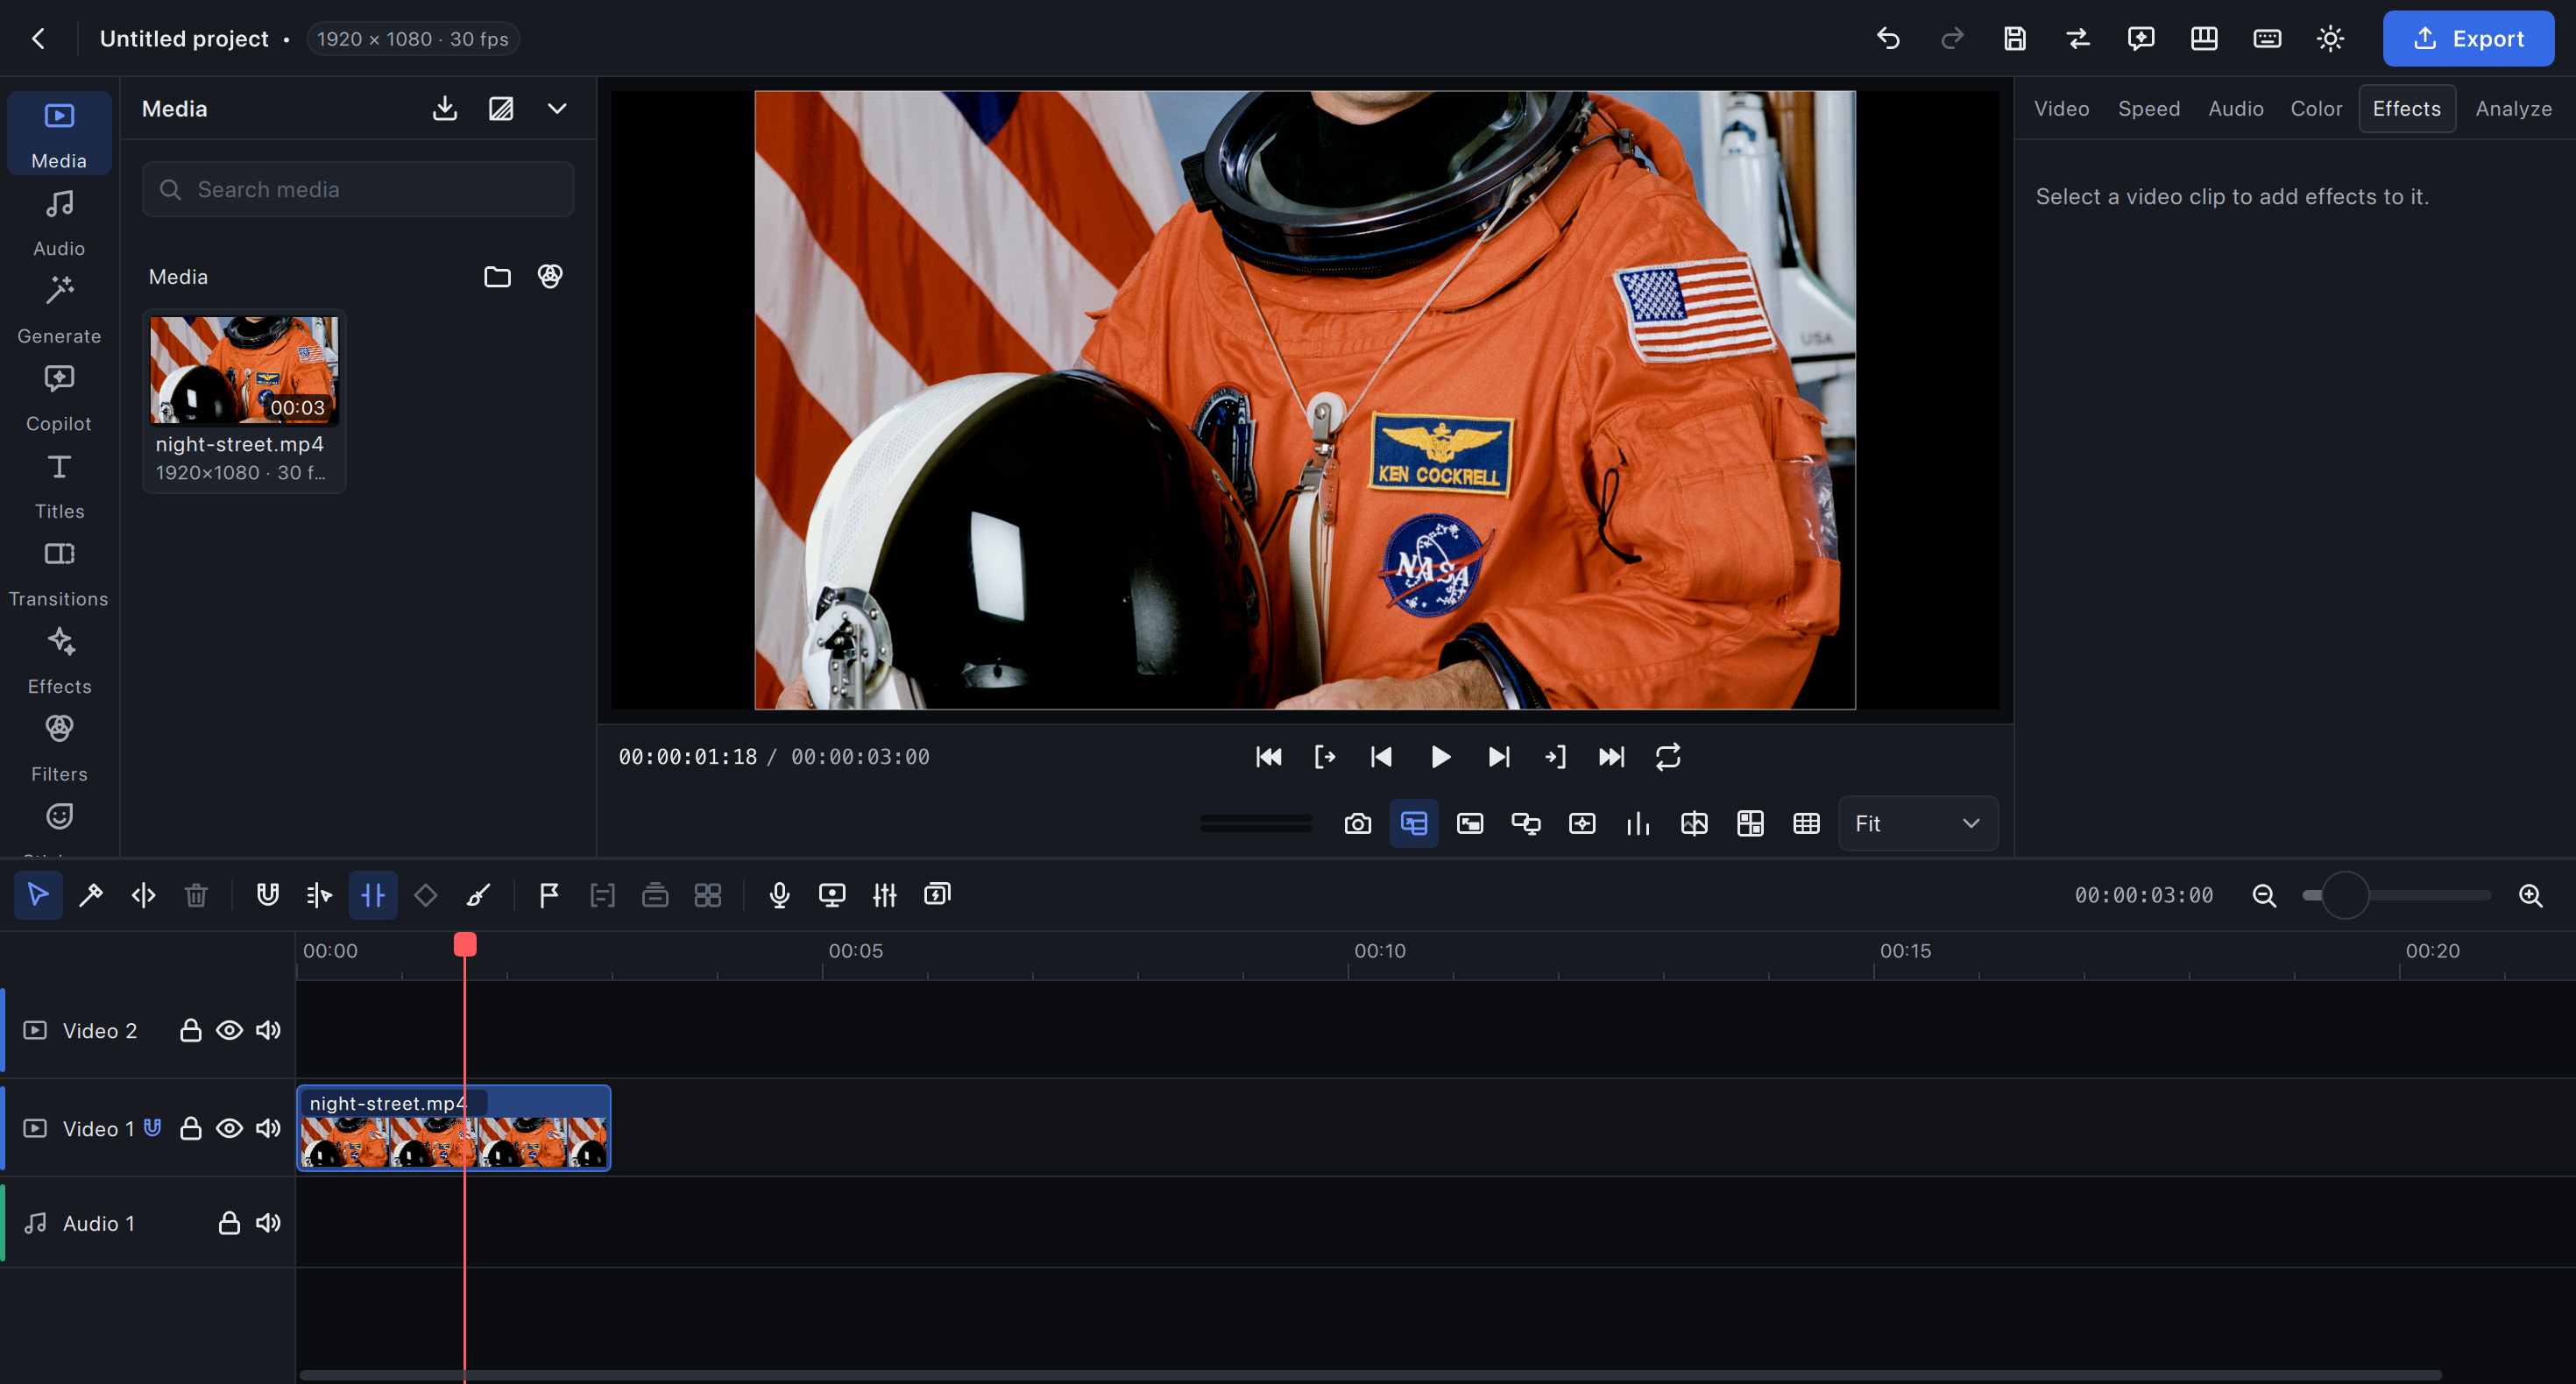 Untitled project •
1920 × 1080 · 30 fps
Export
Media
Audio
Generate
Copilot
Titles
Transitions
Effects
Filters
Media
Search media
Media
00:03
night-street.mp4
1920×1080 · 30 f...
USA
KEN COCKRELL
NASA
00:00:01:18 / 00:00:03:00
Fit
Video
Speed
Audio
Color
Effects
Analyze
Select a video clip to add effects to it.
00:00:03:00
00:00
00:05
00:10
00:15
00:20
Video 2
Video 1
night-street.mp4
Audio 1